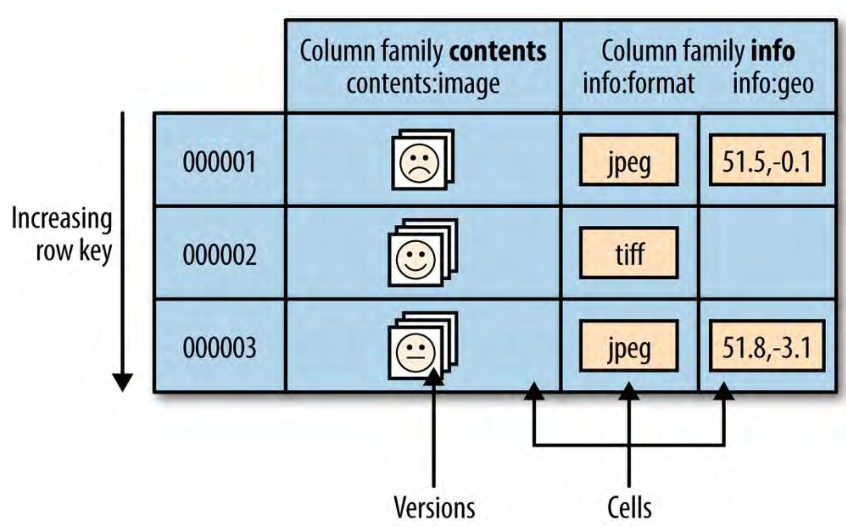 Column family contents
contents:image
Column family info
info:format info:geo
Increasing
row key
000001
jpeg
51.5,-0.1
000002
tiff
000003
jpeg
51.8,-3.1
Versions
Cells